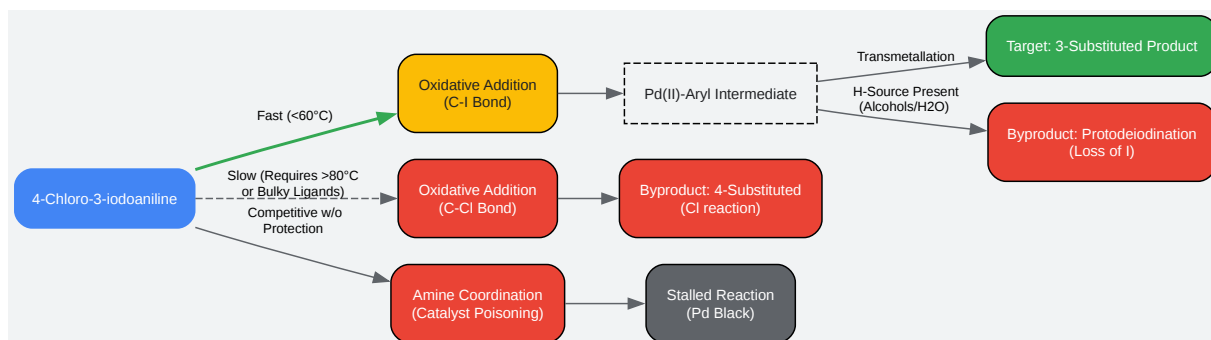 4-Chloro-3-iodoaniline
Fast (<60°C)
Slow (Requires >80°C
or Bulky Ligands)
Competitive w/o
Protection
Oxidative Addition
(C-I Bond)
Oxidative Addition
(C-Cl Bond)
Amine Coordination
(Catalyst Poisoning)
Pd(II)-Aryl Intermediate
Byproduct: 4-Substituted
(Cl reaction)
Stalled Reaction
(Pd Black)
Transmetallation
H-Source Present
(Alcohols/H2O)
Target: 3-Substituted Product
Byproduct: Protodeiodination
(Loss of I)